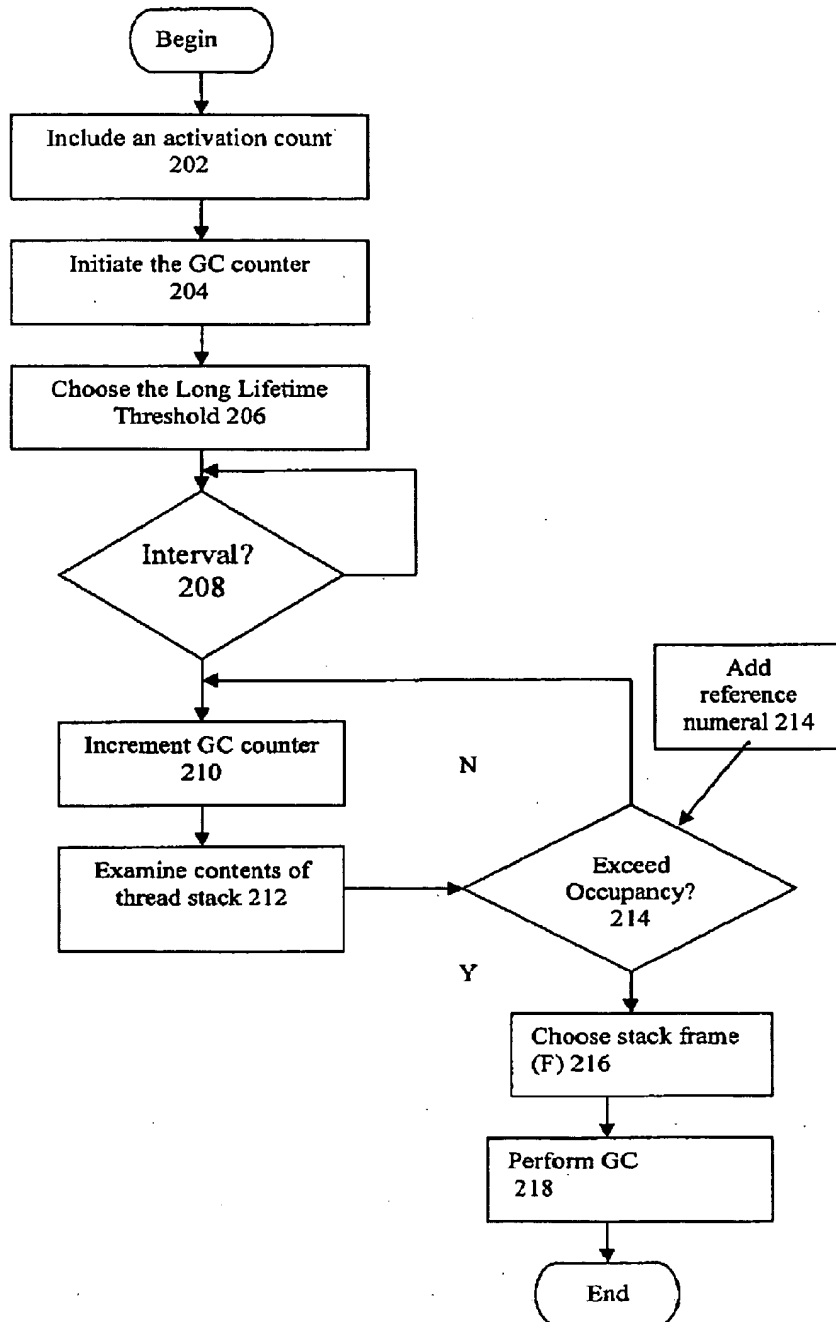 Begin
Include an activation count
202
Initiate the GC counter
204
Choose the Long Lifetime
Threshold 206
Interval?
208
Add
reference
numeral 214
Increment GC counter
210
N
Examine contents of
thread stack 212
Exceed
Occupancy?
214
Y
Choose stack frame
(F) 216
Perform GC
218
End